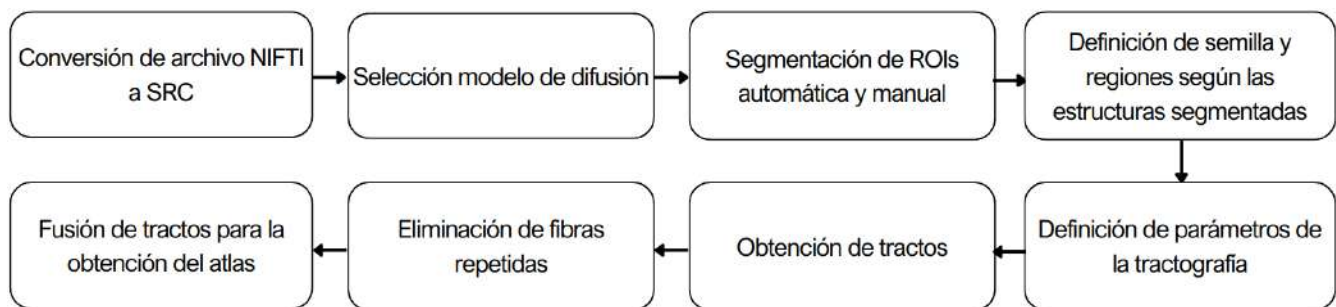 Conversión de archivo NIFTI
a SRC
Selección modelo de difusión
Segmentación de ROIs
automática y manual
Definición de semilla y
regiones según las
estructuras segmentadas
Definición de parámetros de
la tractografía
Obtención de tractos
Eliminación de fibras
repetidas
Fusión de tractos para la
obtención del atlas